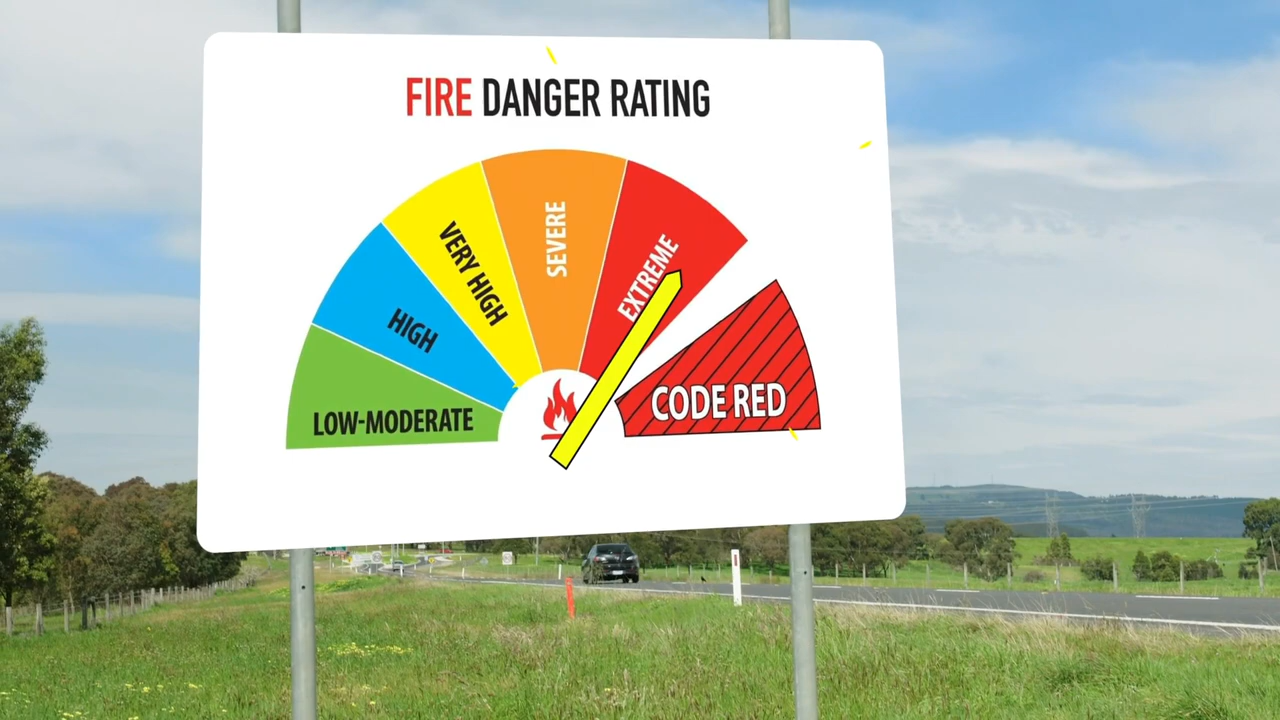 FIRE DANGER RATING
LOW-MODERATE
HIGH
VERY HIGH
SEVERE
EXTREME
CODE RED